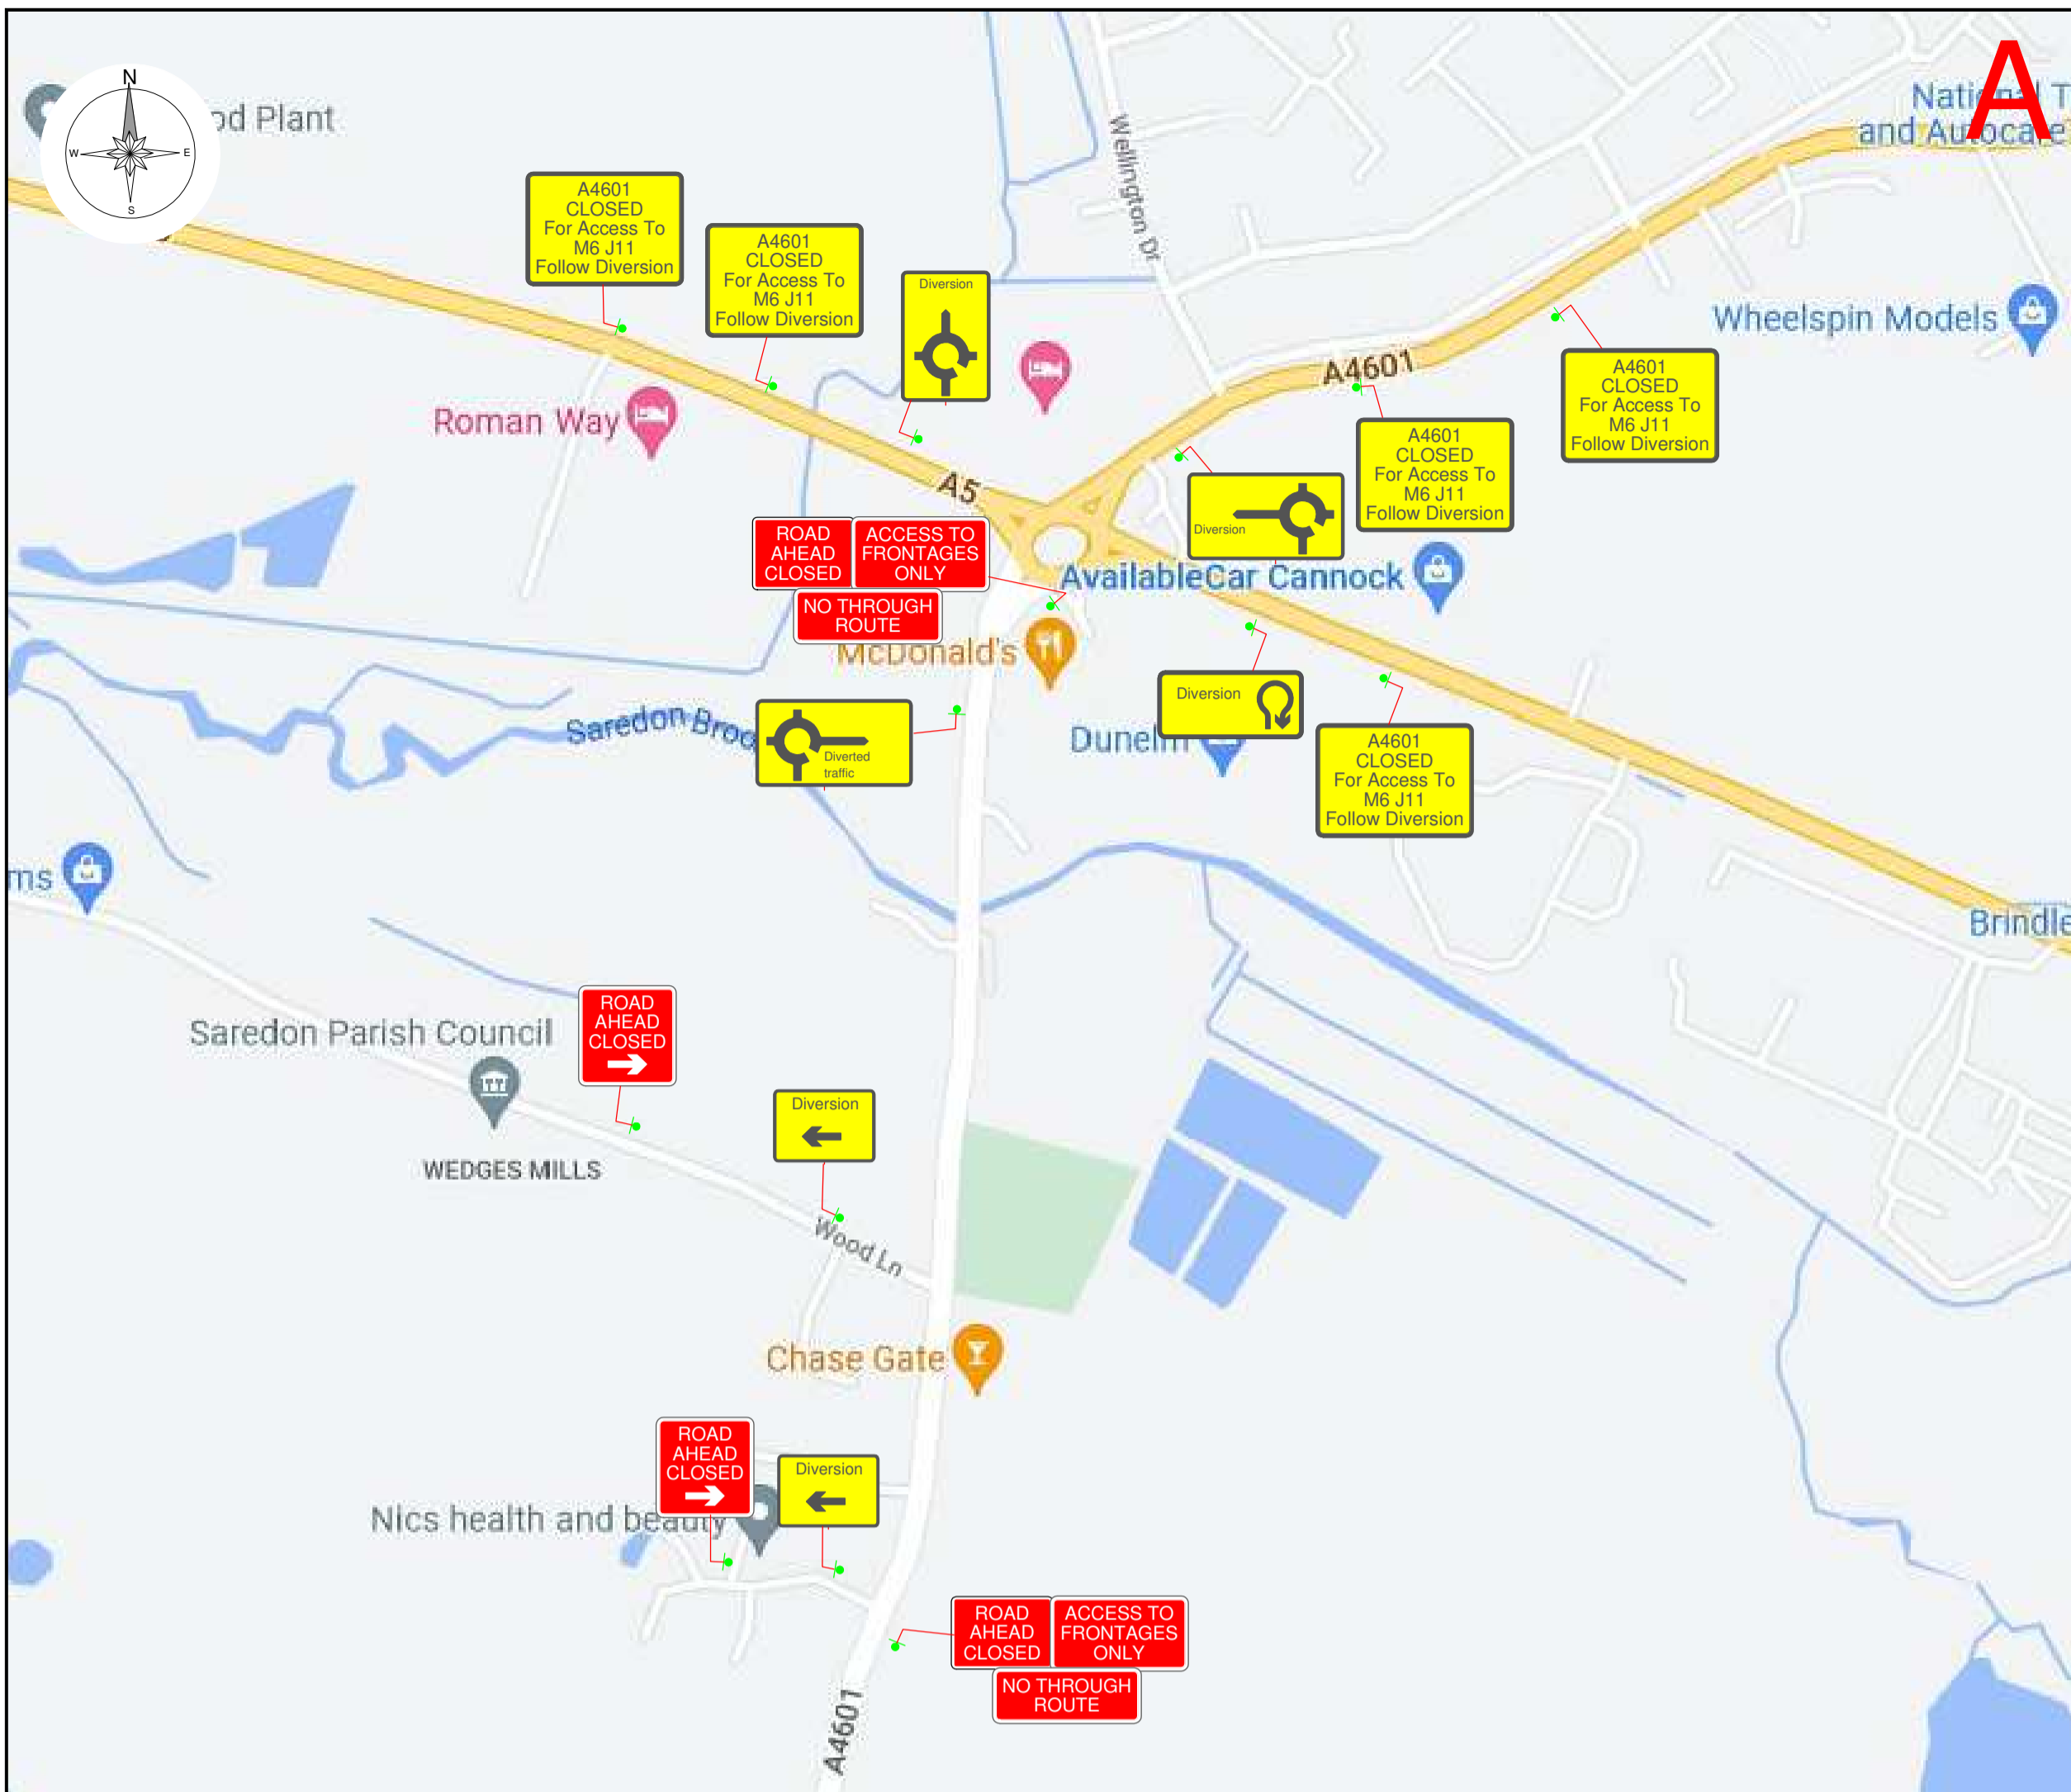 A
N
W
E
S
od Plant
Wellington Dr
and Autocare
A4601
CLOSED
For Access To
M6 J11
Follow Diversion
A4601
CLOSED
For Access To
M6 J11
Follow Diversion
Diversion
Wheelspin Models
A4601
A4601
CLOSED
For Access To
M6 J11
Follow Diversion
Roman Way
A4601
CLOSED
For Access To
M6 J11
Follow Diversion
A5
Diversion
ROAD
AHEAD
CLOSED
ACCESS TO
FRONTAGES
ONLY
NO THROUGH
ROUTE
AvailableCar Cannock
McDonald's
Diversion
Dunelm
Saredon Broo
Diverted
traffic
A4601
CLOSED
For Access To
M6 J11
Follow Diversion
ms
Brindle
Saredon Parish Council
ROAD
AHEAD
CLOSED
Diversion
WEDGES MILLS
Wood Ln
Chase Gate
ROAD
AHEAD
CLOSED
Diversion
Nics health and beauty
ROAD
AHEAD
CLOSED
ACCESS TO
FRONTAGES
ONLY
NO THROUGH
ROUTE
A4601